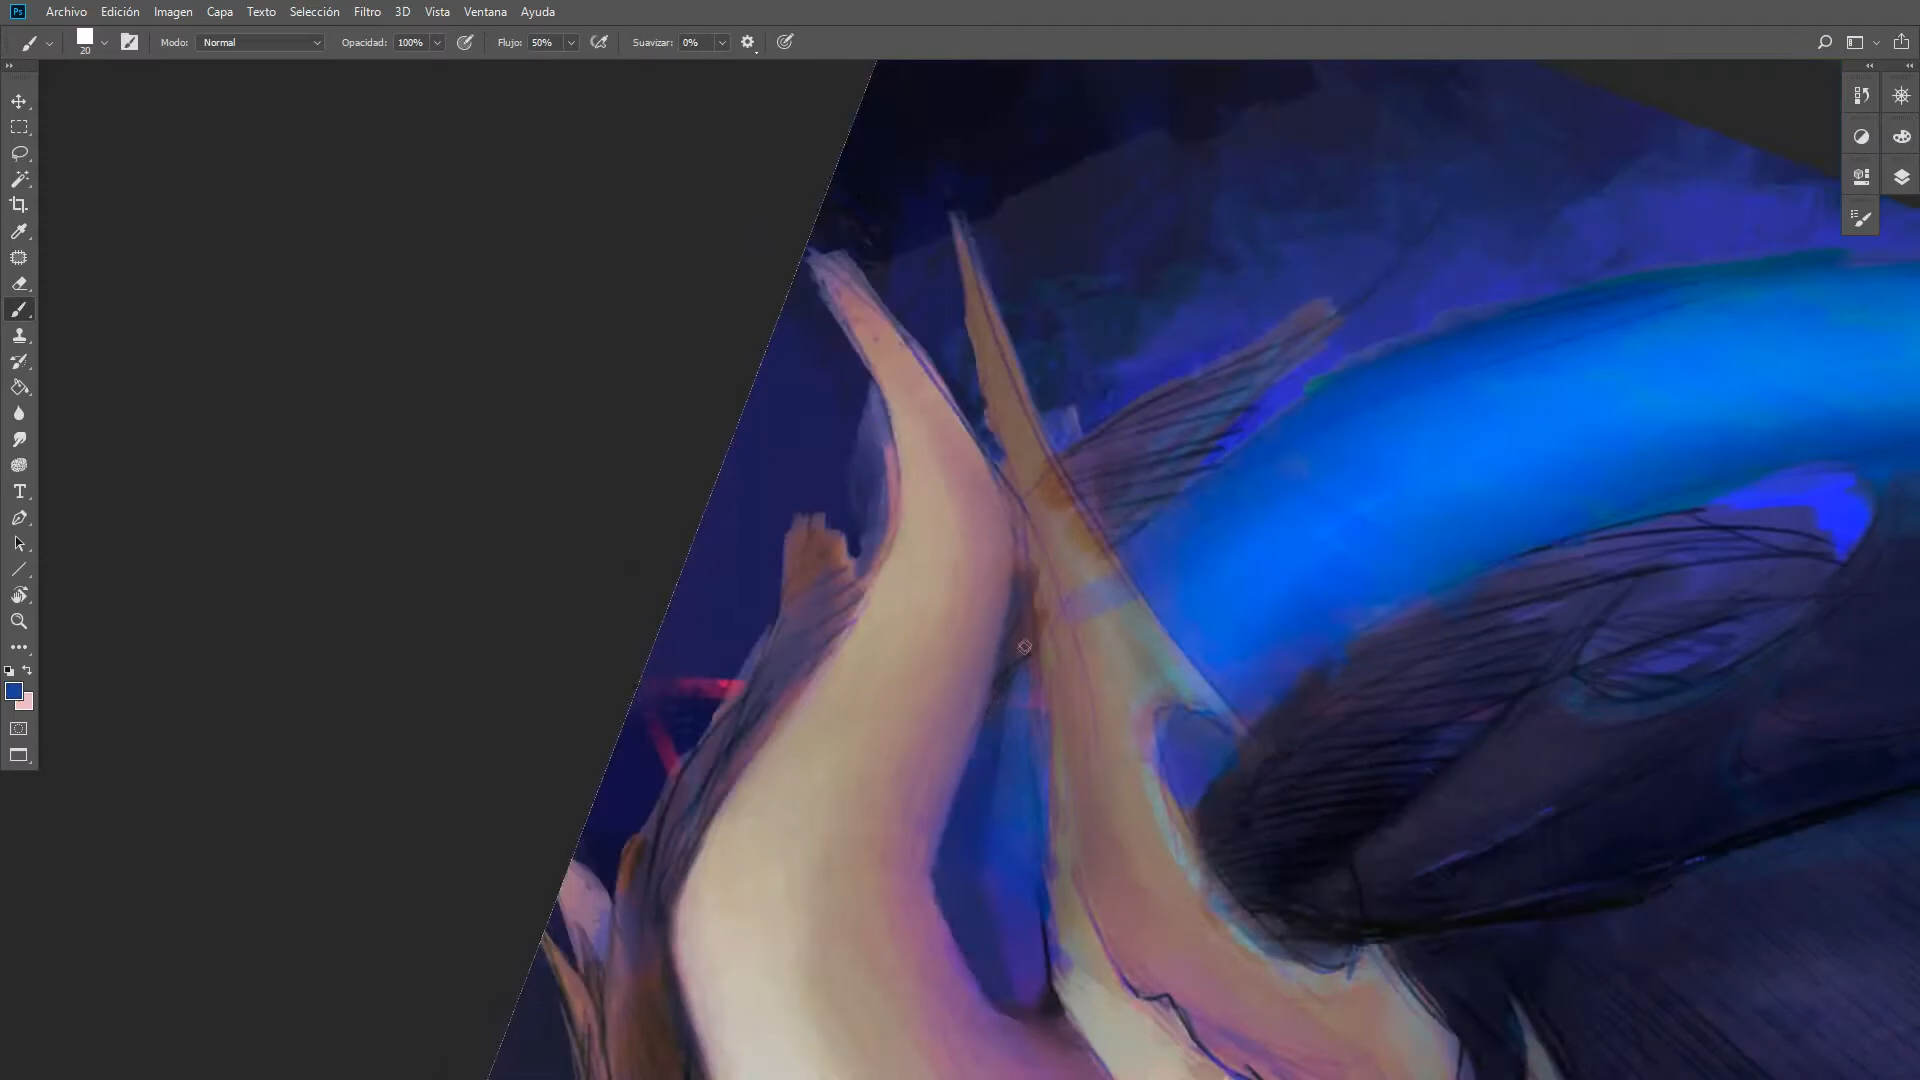 Ps Archivo Edición Imagen Capa Texto Selección Filtro 3D Vista Ventana Ayuda
20 Modo: Normal Opacidad: 100% Flujo: 50% Suavizar: 0%